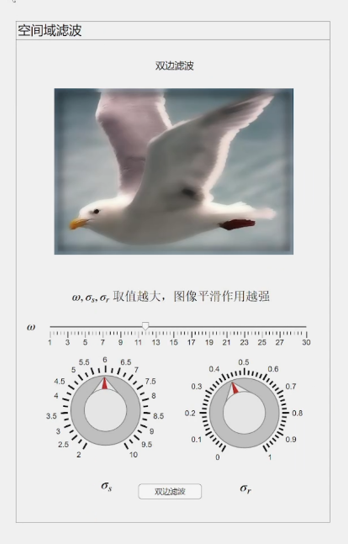 空间域滤波
双边滤波
ω, σs, σr 取值越大，图像平滑作用越强
ω
1 3 5 7 9 11 13 15 17 19 21 23 25 27 30
2 2.5 3 3.5 4 4.5 5 5.5 6 6.5 7 7.5 8 8.5 9 9.5 10
0 0.1 0.2 0.3 0.4 0.5 0.6 0.7 0.8 0.9 1
σs
双边滤波
σr